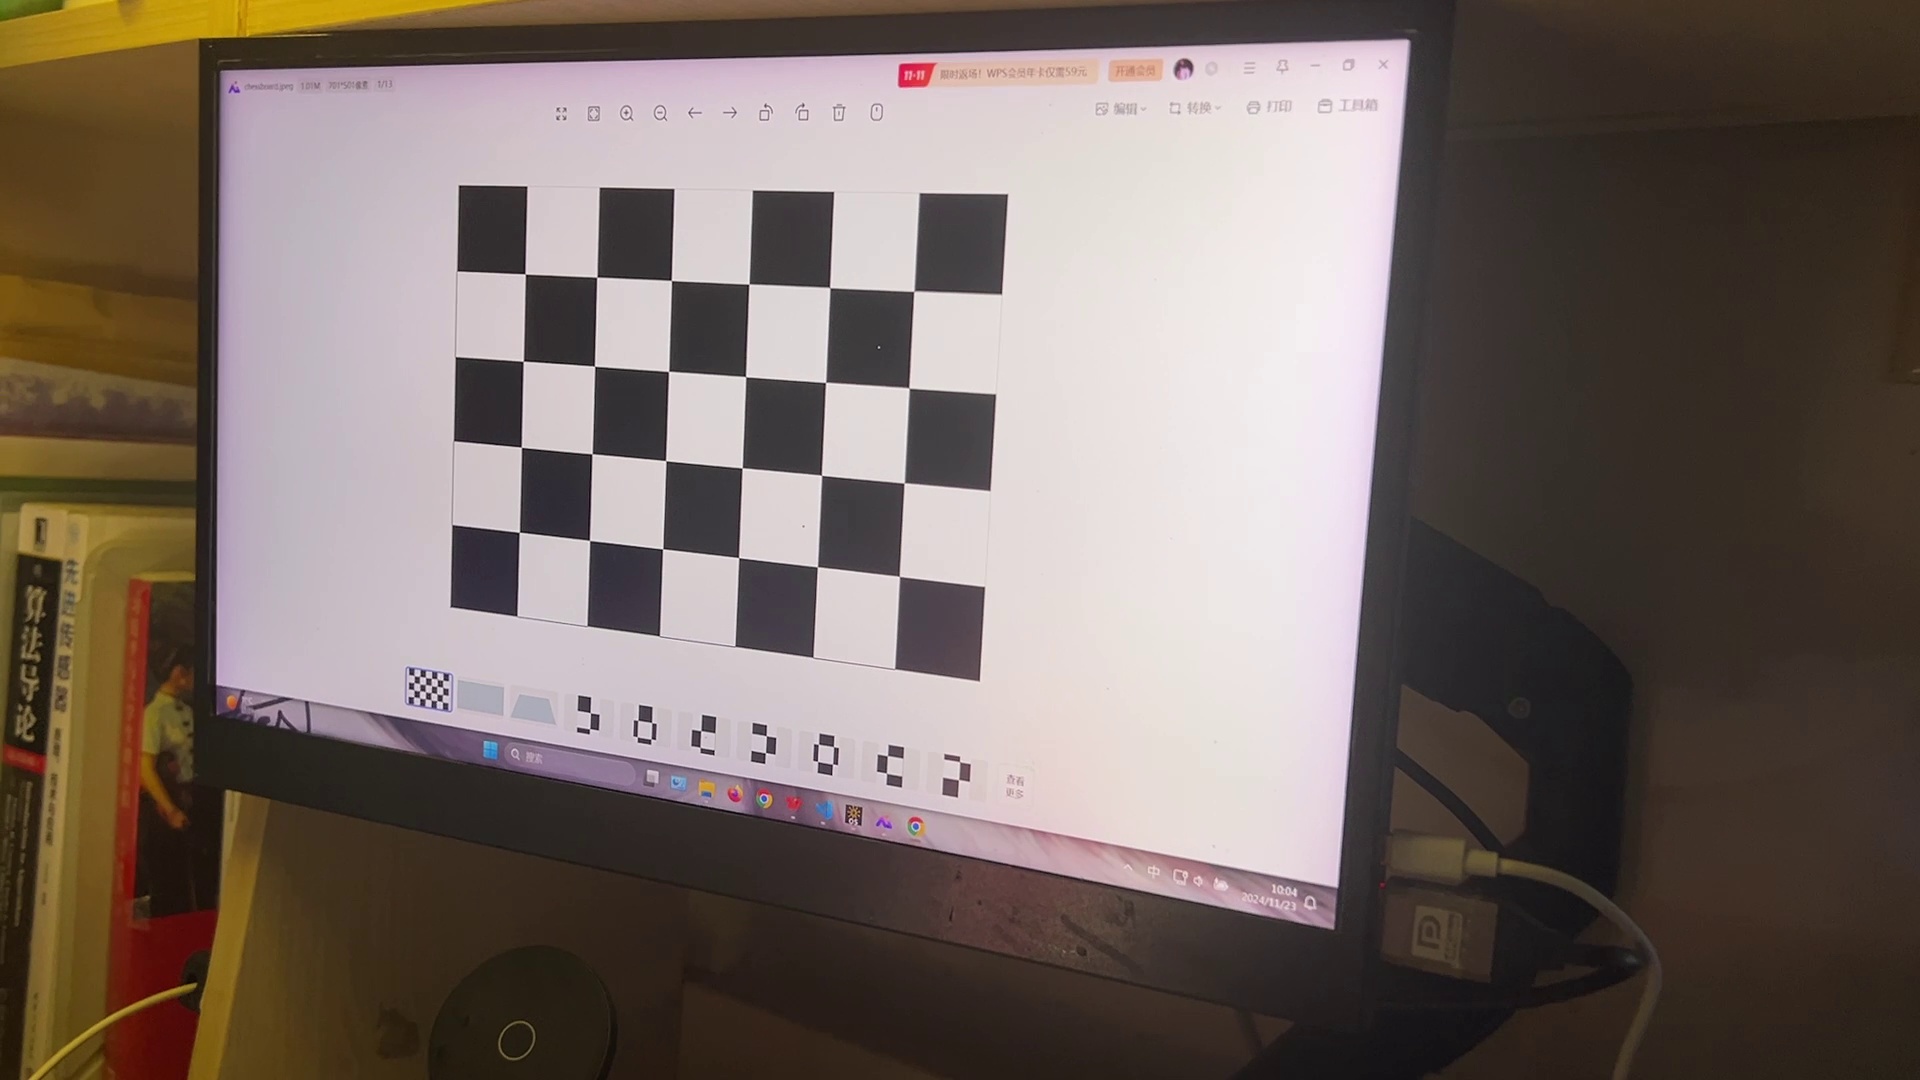 chessboard.jpeg 1.01M 701*501像素 1/13
11·11 限时返场！WPS会员年卡仅需59元 开通会员
编辑 转换 打印 工具箱
查看
更多
搜索
中
10:04
2024/11/23
算法导论
先进传感器